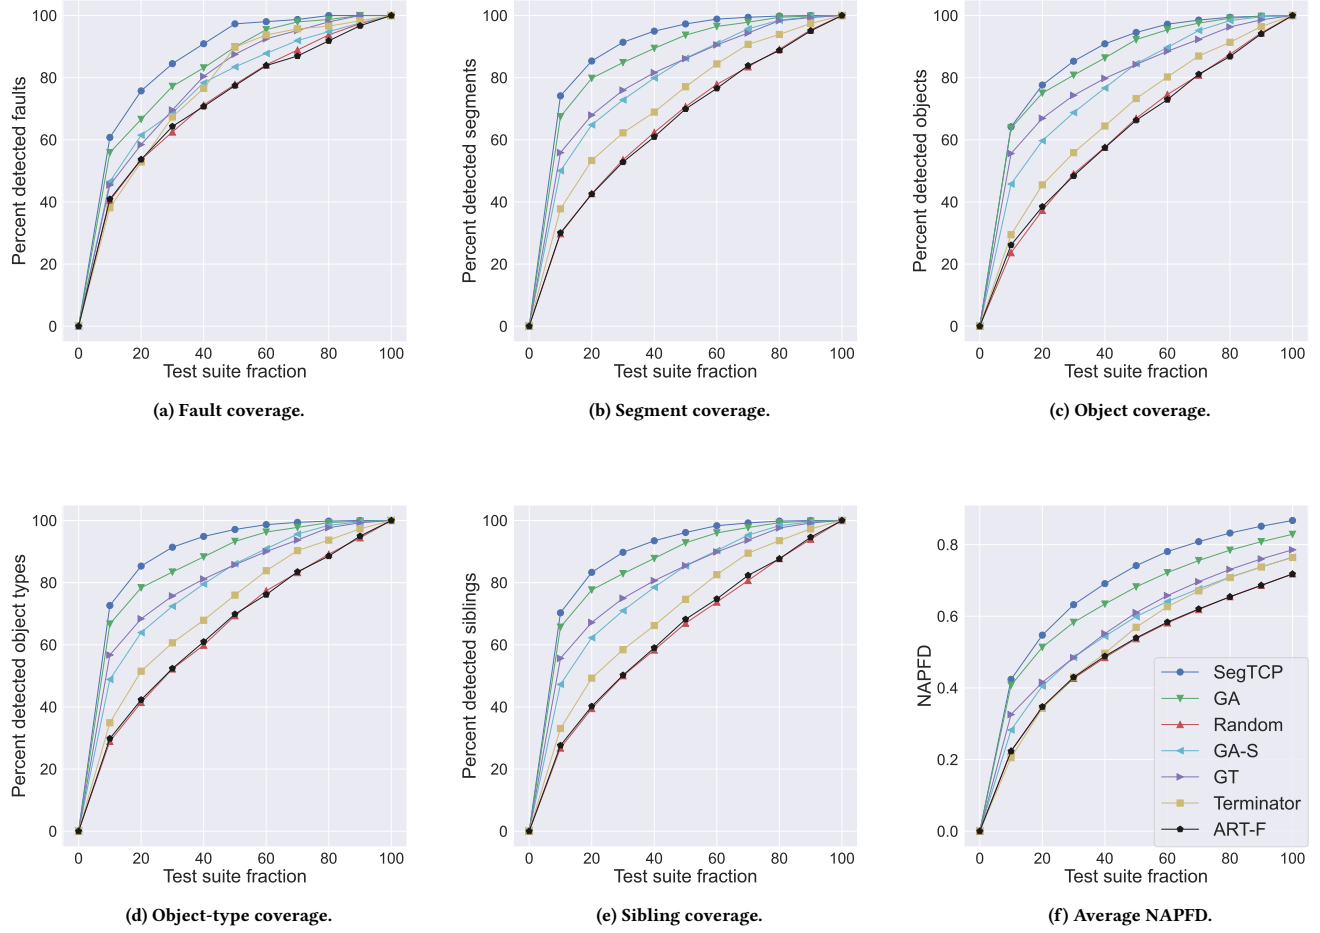 Percent detected faults
100
80
60
40
20
0
0 20 40 60 80 100
Test suite fraction
(a) Fault coverage.
Percent detected segments
100
80
60
40
20
0
0 20 40 60 80 100
Test suite fraction
(b) Segment coverage.
Percent detected objects
100
80
60
40
20
0
0 20 40 60 80 100
Test suite fraction
(c) Object coverage.
Percent detected object types
100
80
60
40
20
0
0 20 40 60 80 100
Test suite fraction
(d) Object-type coverage.
Percent detected siblings
100
80
60
40
20
0
0 20 40 60 80 100
Test suite fraction
(e) Sibling coverage.
NAPFD
0.8
0.6
0.4
0.2
0.0
SegTCP
GA
Random
GA-S
GT
Terminator
ART-F
0 20 40 60 80 100
Test suite fraction
(f) Average NAPFD.